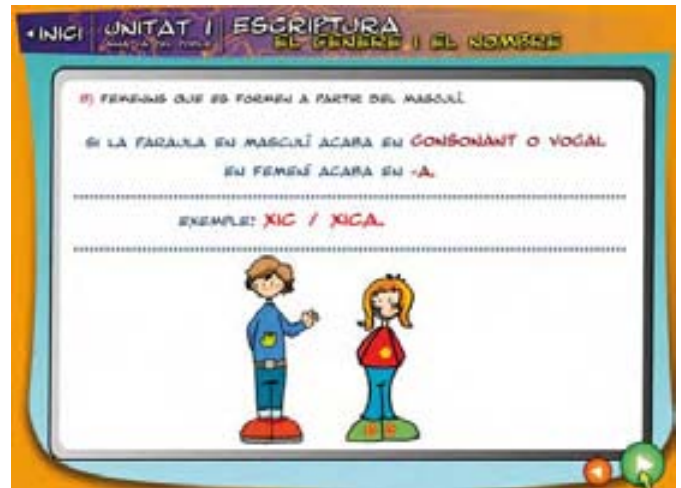 INICI UNITAT 1 ESCRIPTURA
EL GÈNERE I EL NOMBRE
B) FEMENINS QUE ES FORMEN A PARTIR DEL MASCULÍ.
SI LA PARAULA EN MASCULÍ ACABA EN CONSONANT O VOCAL
EN FEMENÍ ACABA EN -A.
EXEMPLE: XIC / XICA.